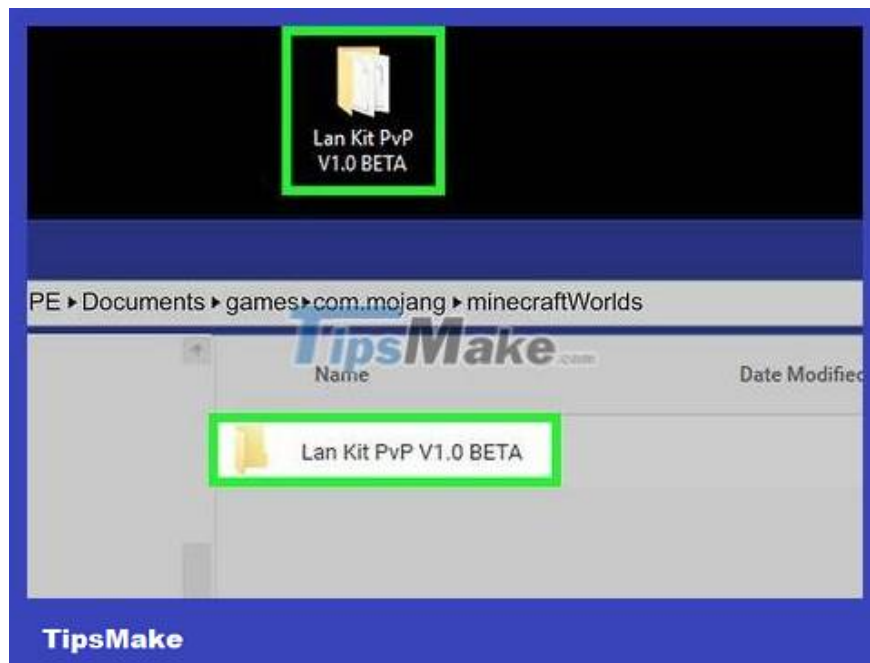 Lan Kit PvP
V1.0 BETA
PE ▸ Documents ▸ games ▸ com.mojang ▸ minecraftWorlds
TipsMake.com
Name
Date Modified
Lan Kit PvP V1.0 BETA
TipsMake